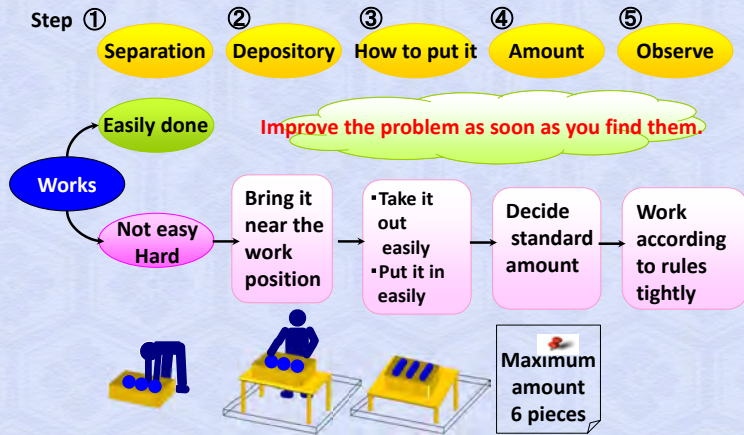 Step ① ② ③ ④ ⑤
Separation
Depository
How to put it
Amount
Observe
Easily done
Improve the problem as soon as you find them.
Works
Not easy
Hard
Bring it
near the
work
position
・Take it
out
easily
・Put it in
easily
Decide
standard
amount
Work
according
to rules
tightly
Maximum
amount
6 pieces